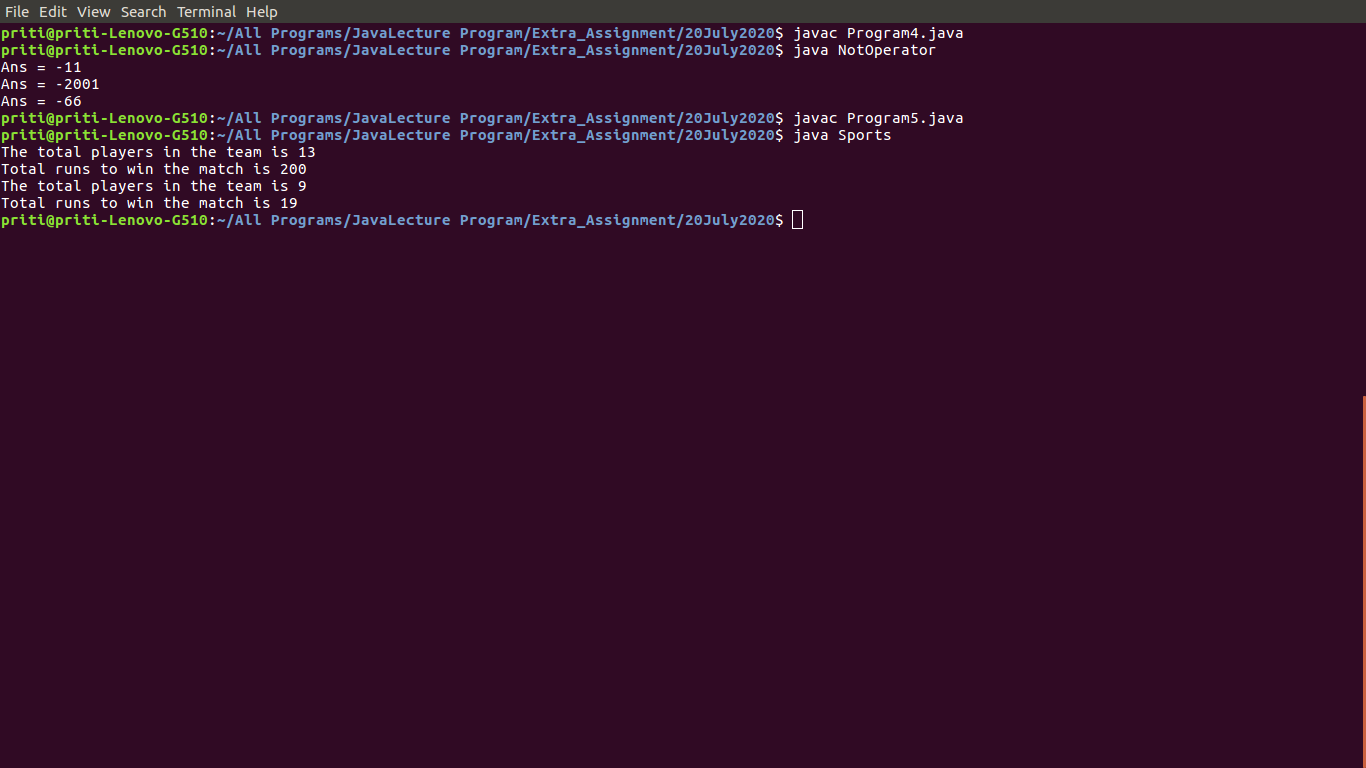 File Edit View Search Terminal Help
priti@priti-Lenovo-G510:~/All Programs/JavaLecture Program/Extra_Assignment/20July2020$ javac Program4.java
priti@priti-Lenovo-G510:~/All Programs/JavaLecture Program/Extra_Assignment/20July2020$ java NotOperator
Ans = -11
Ans = -2001
Ans = -66
priti@priti-Lenovo-G510:~/All Programs/JavaLecture Program/Extra_Assignment/20July2020$ javac Program5.java
priti@priti-Lenovo-G510:~/All Programs/JavaLecture Program/Extra_Assignment/20July2020$ java Sports
The total players in the team is 13
Total runs to win the match is 200
The total players in the team is 9
Total runs to win the match is 19
priti@priti-Lenovo-G510:~/All Programs/JavaLecture Program/Extra_Assignment/20July2020$